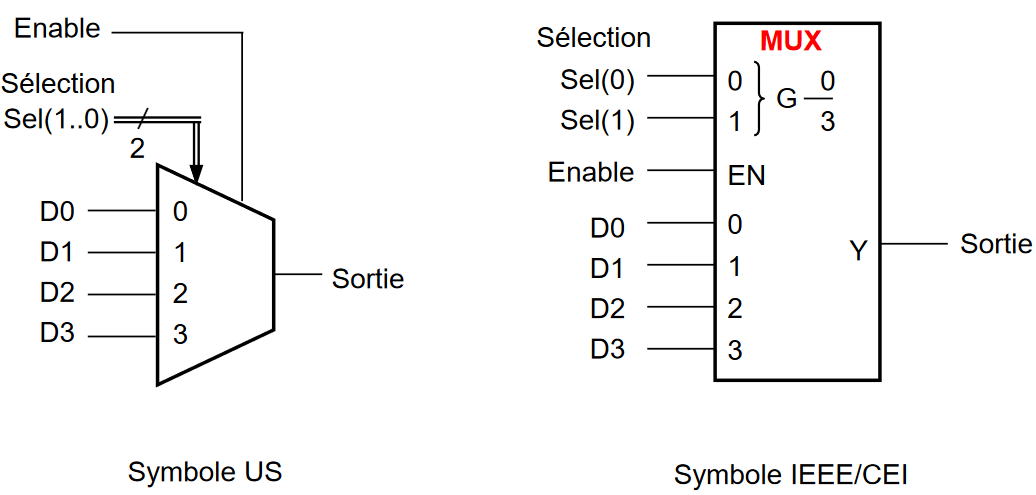 Enable
Sélection
Sel(1..0)
2
D0
0
D1
1
D2
2
D3
3
Sortie
Symbole US
Sélection
MUX
Sel(0)
0
Sel(1)
1
G
0
3
Enable
EN
D0
0
D1
1
D2
2
D3
3
Y
Sortie
Symbole IEEE/CEI